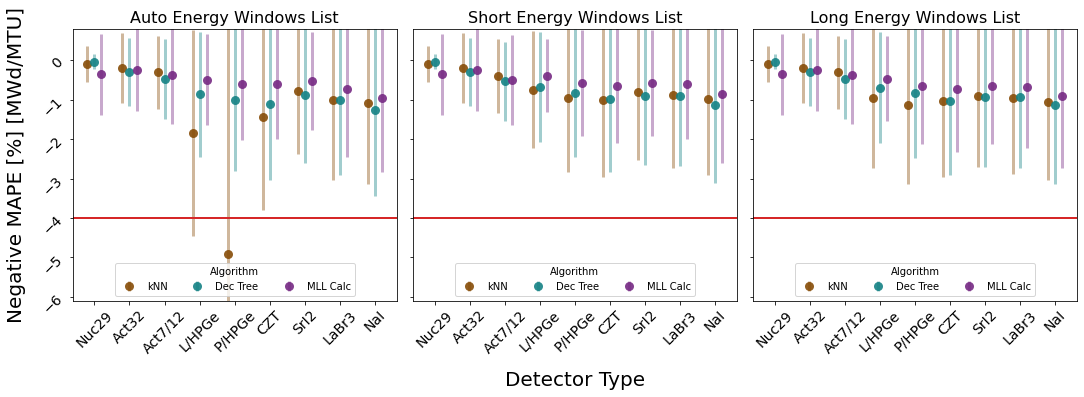 Auto Energy Windows List
Short Energy Windows List
Long Energy Windows List
Negative MAPE [%] [MWd/MTU]
0
−1
−2
−3
−4
−5
−6
Algorithm
kNN Dec Tree MLL Calc
Algorithm
kNN Dec Tree MLL Calc
Algorithm
kNN Dec Tree MLL Calc
Nuc29 Act32 Act7/12 L/HPGe P/HPGe CZT SrI2 LaBr3 NaI
Nuc29 Act32 Act7/12 L/HPGe P/HPGe CZT SrI2 LaBr3 NaI
Nuc29 Act32 Act7/12 L/HPGe P/HPGe CZT SrI2 LaBr3 NaI
Detector Type